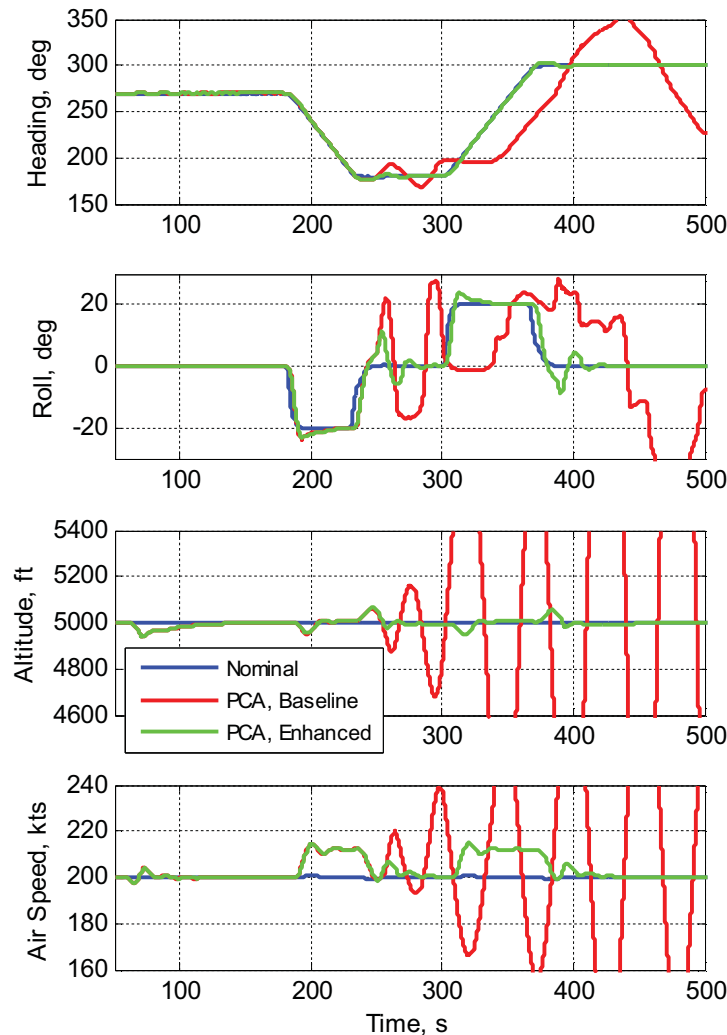 350
300
250
200
150
Heading, deg
100 200 300 400 500
20
0
-20
Roll, deg
100 200 300 400 500
5400
5200
5000
4800
4600
Altitude, ft
Nominal
PCA, Baseline
PCA, Enhanced
300 400 500
240
220
200
180
160
Air Speed, kts
100 200 300 400 500
Time, s